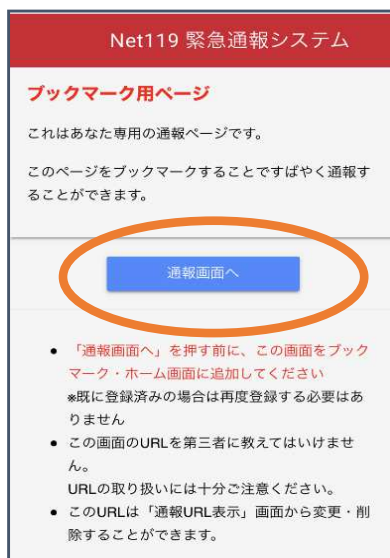 Net119 緊急通報システム
ブックマーク用ページ
これはあなた専用の通報ページです。
このページをブックマークすることですばやく通報す
ることができます。
通報画面へ
● 「通報画面へ」を押す前に、この画面をブック
マーク・ホーム画面に追加してください
※既に登録済みの場合は再度登録する必要はあ
りません
● この画面のURLを第三者に教えてはいけませ
ん。
URLの取り扱いには十分ご注意ください。
● このURLは「通報URL表示」画面から変更・削
除することができます。